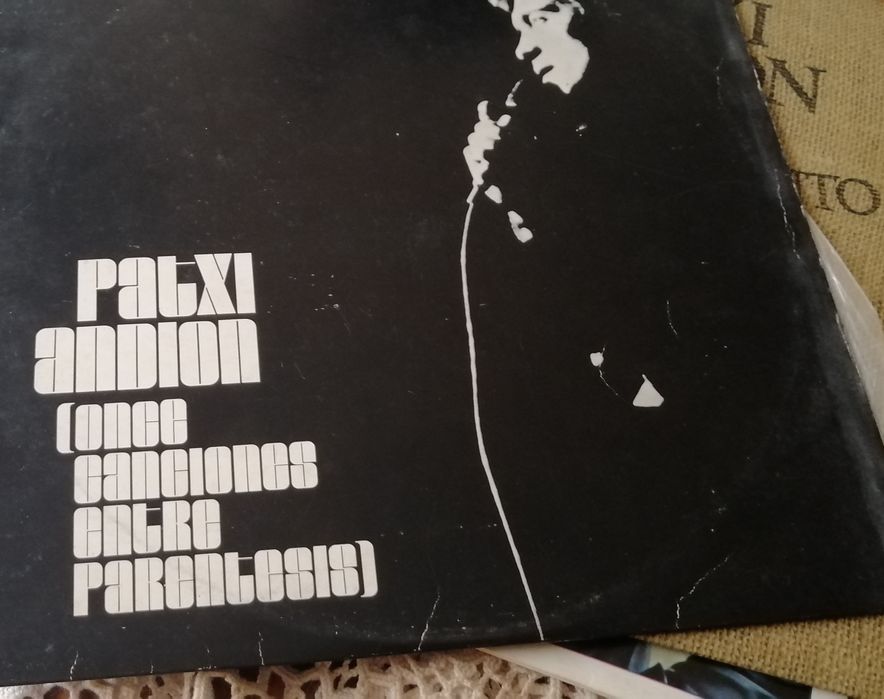 PATXI
ANDION
(ONCE
CANCIONES
ENTRE
PARENTESIS)